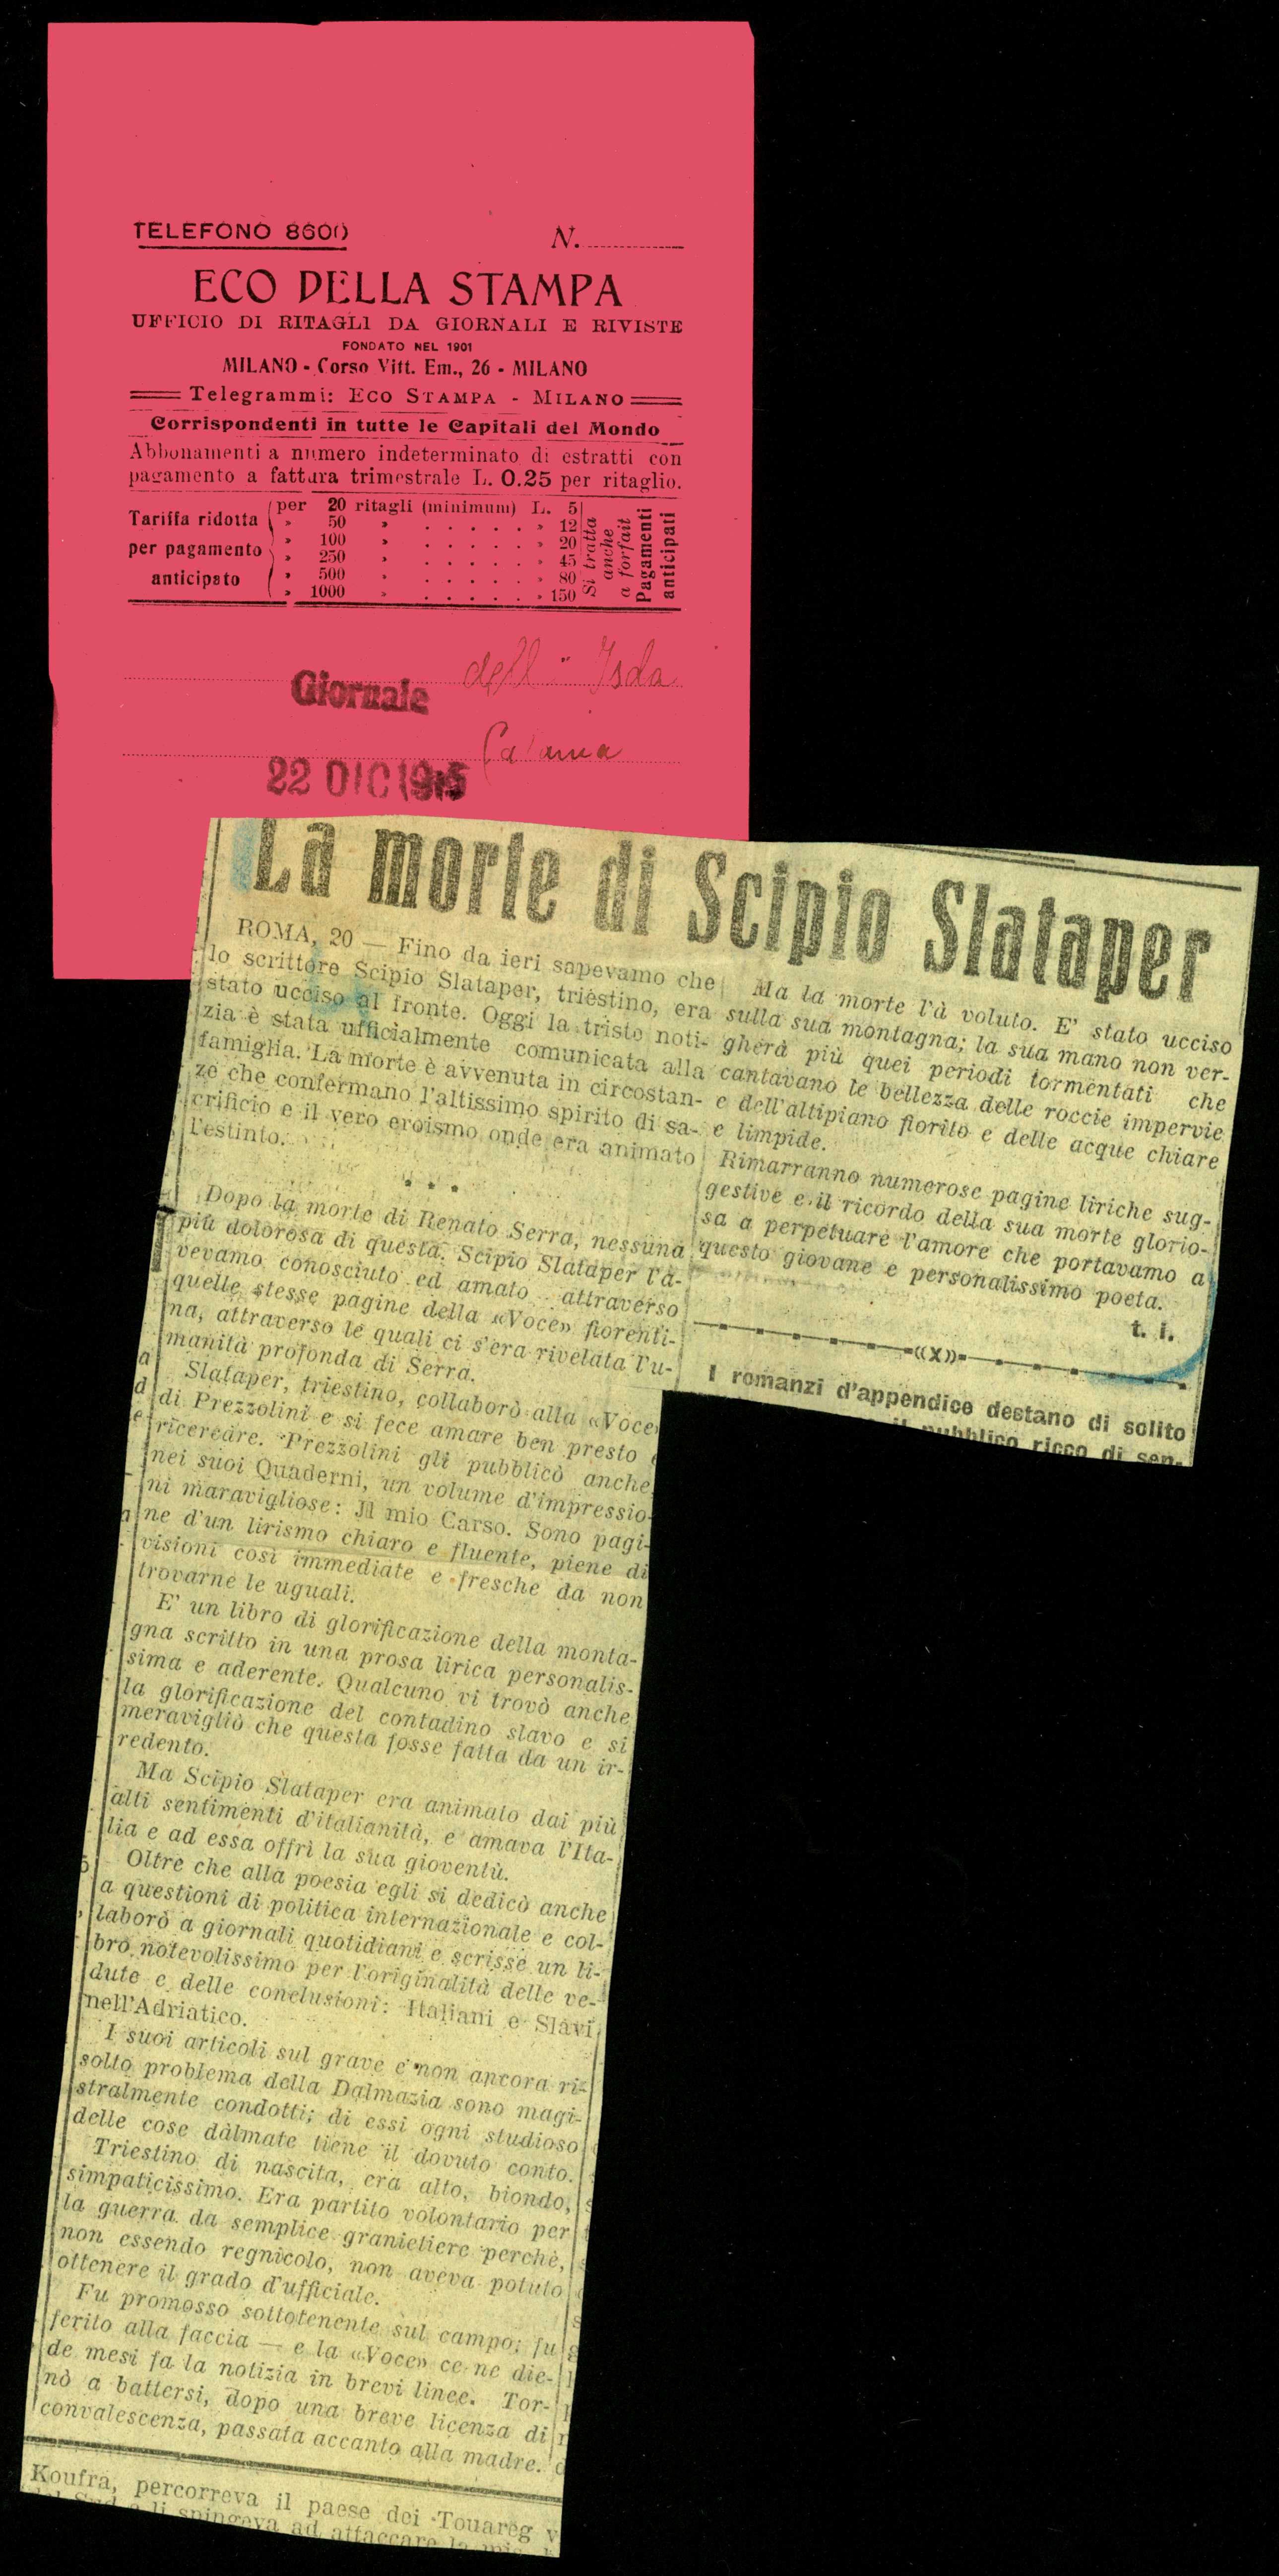 TELEFONO 8600
N.
ECO DELLA STAMPA
UFFICIO DI RITAGLI DA GIORNALI E RIVISTE
FONDATO NEL 1901
MILANO - Corso Vitt. Em., 26 - MILANO
Telegrammi: ECO STAMPA - MILANO
Corrispondenti in tutte le Capitali del Mondo
Abbonamenti a numero indeterminato di estratti con
pagamento a fattura trimestrale L. 0.25 per ritaglio.
Tariffa ridotta
per pagamento
anticipato
per 20 ritagli (minimum) L. 5
» 50 » . . . . . » 12
» 100 » . . . . . » 20
» 250 » . . . . . » 45
» 500 » . . . . . » 80
» 1000 » . . . . . » 150
Si tratta
anche
a forfait
Pagamenti
anticipati
Giornale dell' Isola
Catania
22 DIC 1915
La morte di Scipio Slataper
ROMA, 20 — Fino da ieri sapevamo che
lo scrittore Scipio Slataper, triestino, era
stato ucciso al fronte. Oggi la triste noti-
zia è stata ufficialmente comunicata alla
famiglia. La morte è avvenuta in circostan-
ze che confermano l'altissimo spirito di sa-
crificio e il vero eroismo onde era animato
l'estinto.
* * *
Dopo la morte di Renato Serra, nessuna
più dolorosa di questa. Scipio Slataper l'a-
vevamo conosciuto ed amato attraverso
quelle stesse pagine della «Voce» fiorenti-
na, attraverso le quali ci s'era rivelata l'u-
manità profonda di Serra.
Slataper, triestino, collaborò alla «Voce»
di Prezzolini e si fece amare ben presto e
ricercare. Prezzolini gli pubblicò anche
nei suoi Quaderni, un volume d'impressio-
ni maravigliose: Il mio Carso. Sono pagi-
ne d'un lirismo chiaro e fluente, piene di
visioni così immediate e fresche da non
trovarne le uguali.
E' un libro di glorificazione della monta-
gna scritto in una prosa lirica personalis-
sima e aderente. Qualcuno vi trovò anche
la glorificazione del contadino slavo e si
meravigliò che questa fosse fatta da un ir-
redento.
Ma Scipio Slataper era animato dai più
alti sentimenti d'italianità, e amava l'Ita-
lia e ad essa offrì la sua gioventù.
Oltre che alla poesia egli si dedicò anche
a questioni di politica internazionale e col-
laborò a giornali quotidiani e scrisse un li-
bro notevolissimo per l'originalità delle ve-
dute e delle conclusioni: Italiani e Slavi
nell'Adriatico.
I suoi articoli sul grave e non ancora ri-
solto problema della Dalmazia sono magi-
stralmente condotti; di essi ogni studioso
delle cose dàlmate tiene il dovuto conto.
Triestino di nascita, era alto, biondo,
simpaticissimo. Era partito volontario per
la guerra da semplice granietiere perchè,
non essendo regnicolo, non aveva potuto
ottenere il grado d'ufficiale.
Fu promosso sottotenente sul campo; fu
ferito alla faccia — e la «Voce» ce ne die-
de mesi fa la notizia in brevi linee. Tor-
nò a battersi, dopo una breve licenza di
convalescenza, passata accanto alla madre.
Ma la morte l'à voluto. E' stato ucciso
sulla sua montagna; la sua mano non ver-
gherà più quei periodi tormentati che
cantavano le bellezza delle roccie impervie
e dell'altipiano fiorito e delle acque chiare
e limpide.
Rimarranno numerose pagine liriche sug-
gestive e il ricordo della sua morte glorio-
sa a perpetuare l'amore che portavamo a
questo giovane e personalissimo poeta.
t. i.
«x»
I romanzi d'appendice destano di solito
il pubblico ricco di sen-
Koufra, percorreva il paese dei Touareg v
del Sud e li spingeva ad attaccare la